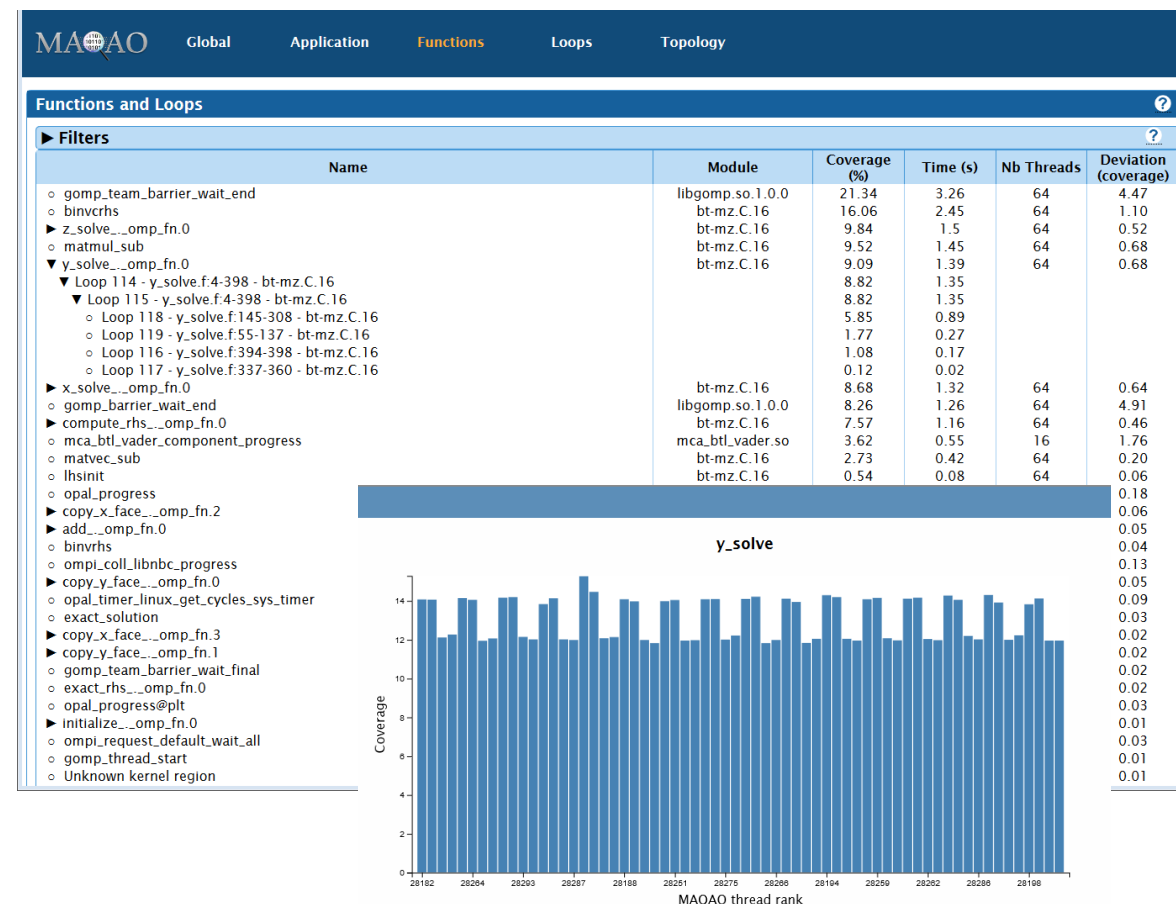 MAQAO Global Application Functions Loops Topology
Functions and Loops ?
▶ Filters ?
Name Module Coverage (%) Time (s) Nb Threads Deviation (coverage)
○ gomp_team_barrier_wait_end libgomp.so.1.0.0 21.34 3.26 64 4.47
○ binvcrhs bt-mz.C.16 16.06 2.45 64 1.10
▶ z_solve_._omp_fn.0 bt-mz.C.16 9.84 1.5 64 0.52
○ matmul_sub bt-mz.C.16 9.52 1.45 64 0.68
▼ y_solve_._omp_fn.0 bt-mz.C.16 9.09 1.39 64 0.68
▼ Loop 114 - y_solve.f:4-398 - bt-mz.C.16 8.82 1.35
▼ Loop 115 - y_solve.f:4-398 - bt-mz.C.16 8.82 1.35
○ Loop 118 - y_solve.f:145-308 - bt-mz.C.16 5.85 0.89
○ Loop 119 - y_solve.f:55-137 - bt-mz.C.16 1.77 0.27
○ Loop 116 - y_solve.f:394-398 - bt-mz.C.16 1.08 0.17
○ Loop 117 - y_solve.f:337-360 - bt-mz.C.16 0.12 0.02
▶ x_solve_._omp_fn.0 bt-mz.C.16 8.68 1.32 64 0.64
○ gomp_barrier_wait_end libgomp.so.1.0.0 8.26 1.26 64 4.91
▶ compute_rhs_._omp_fn.0 bt-mz.C.16 7.57 1.16 64 0.46
○ mca_btl_vader_component_progress mca_btl_vader.so 3.62 0.55 16 1.76
○ matvec_sub bt-mz.C.16 2.73 0.42 64 0.20
○ lhsinit bt-mz.C.16 0.54 0.08 64 0.06
○ opal_progress 0.18
▶ copy_x_face_._omp_fn.2 0.06
▶ add_._omp_fn.0 0.05
○ binvrhs 0.04
○ ompi_coll_libnbc_progress 0.13
▶ copy_y_face_._omp_fn.0 0.05
○ opal_timer_linux_get_cycles_sys_timer 0.09
○ exact_solution 0.03
▶ copy_x_face_._omp_fn.3 0.02
▶ copy_y_face_._omp_fn.1 0.02
○ gomp_team_barrier_wait_final 0.02
○ exact_rhs_._omp_fn.0 0.02
○ opal_progress@plt 0.03
▶ initialize_._omp_fn.0 0.01
○ ompi_request_default_wait_all 0.03
○ gomp_thread_start 0.01
○ Unknown kernel region 0.01
y_solve
14
12
10
8
6
4
2
0
Coverage
28182 28264 28293 28287 28188 28251 28275 28266 28194 28259 28262 28286 28198
MAQAO thread rank